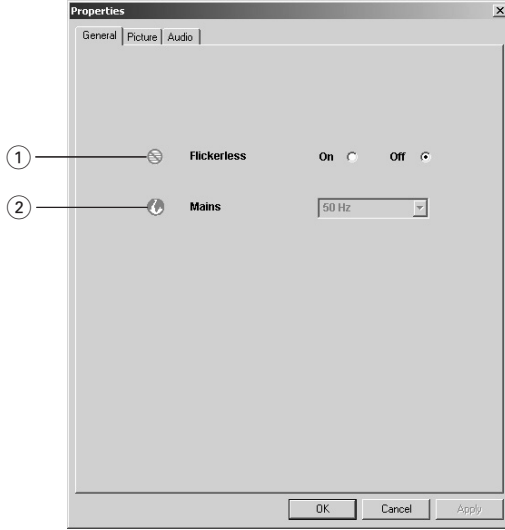 Properties
General Picture Audio
1 Flickerless On Off
2 Mains 50 Hz
OK Cancel Apply